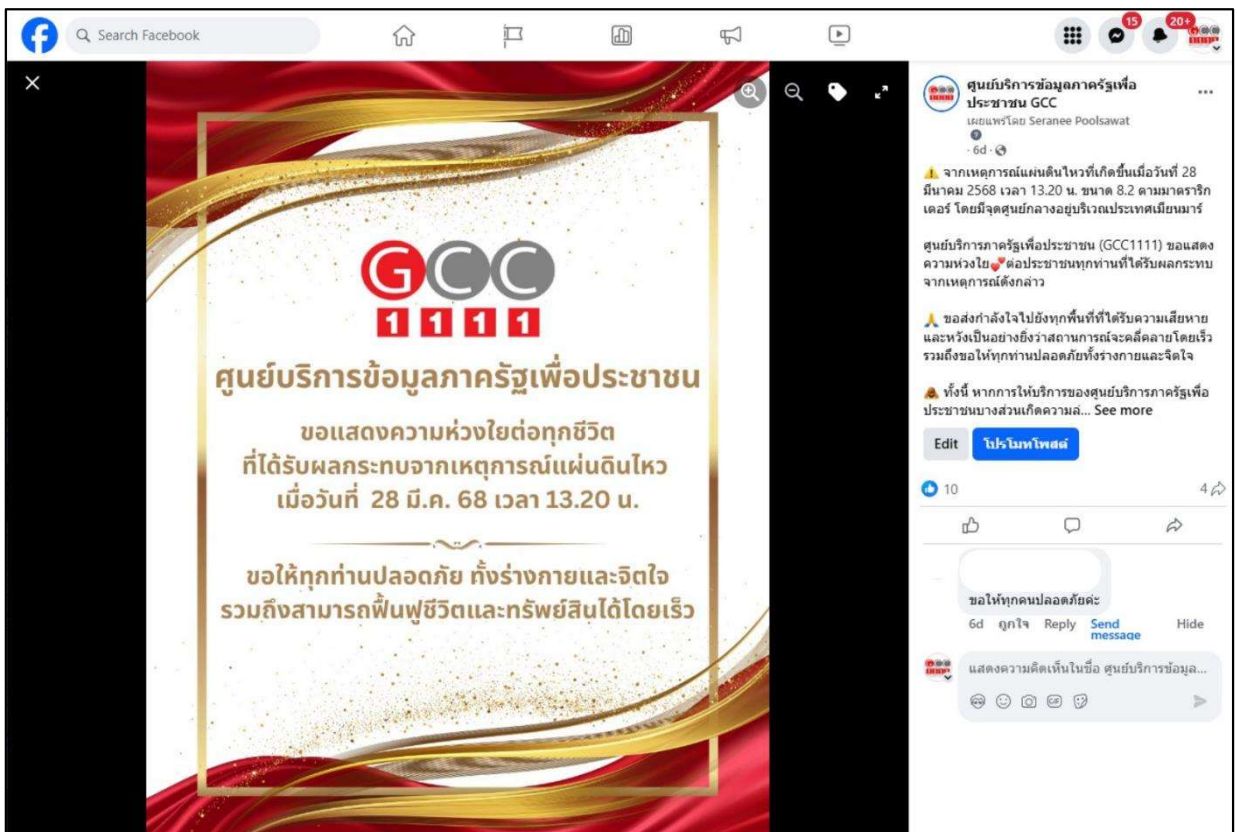 Search Facebook
15
20+
GCC
1111
ศูนย์บริการข้อมูลภาครัฐเพื่อประชาชน
ขอแสดงความห่วงใยต่อทุกชีวิต
ที่ได้รับผลกระทบจากเหตุการณ์แผ่นดินไหว
เมื่อวันที่ 28 มี.ค. 68 เวลา 13.20 น.
ขอให้ทุกท่านปลอดภัย ทั้งร่างกายและจิตใจ
รวมถึงสามารถฟื้นฟูชีวิตและทรัพย์สินได้โดยเร็ว
ศูนย์บริการข้อมูลภาครัฐเพื่อ
ประชาชน GCC
เผยแพร่โดย Seranee Poolsawat
· 6d ·
⚠️ จากเหตุการณ์แผ่นดินไหวที่เกิดขึ้นเมื่อวันที่ 28
มีนาคม 2568 เวลา 13.20 น. ขนาด 8.2 ตามมาตราริก
เตอร์ โดยมีจุดศูนย์กลางอยู่บริเวณประเทศเมียนมาร์
ศูนย์บริการภาครัฐเพื่อประชาชน (GCC1111) ขอแสดง
ความห่วงใย💕ต่อประชาชนทุกท่านที่ได้รับผลกระทบ
จากเหตุการณ์ดังกล่าว
🙏 ขอส่งกำลังใจไปยังทุกพื้นที่ที่ได้รับความเสียหาย
และหวังเป็นอย่างยิ่งว่าสถานการณ์จะคลี่คลายโดยเร็ว
รวมถึงขอให้ทุกท่านปลอดภัยทั้งร่างกายและจิตใจ
🙇 ทั้งนี้ หากการให้บริการของศูนย์บริการภาครัฐเพื่อ
ประชาชนบางส่วนเกิดความล่... See more
Edit โปรโมทโพสต์
10 4
ขอให้ทุกคนปลอดภัยค่ะ
6d ถูกใจ Reply Send message Hide
แสดงความคิดเห็นในชื่อ ศูนย์บริการข้อมูล...
GIF